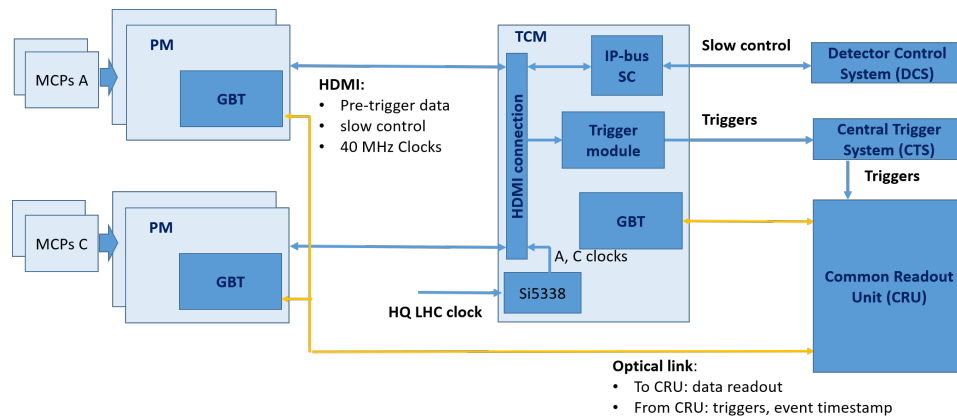 MCPs A
PM
GBT
HDMI:
• Pre-trigger data
• slow control
• 40 MHz Clocks
TCM
HDMI connection
IP-bus
SC
Slow control
Detector Control
System (DCS)
Trigger
module
Triggers
Central Trigger
System (CTS)
Triggers
MCPs C
PM
GBT
GBT
A, C clocks
Si5338
HQ LHC clock
Common Readout
Unit (CRU)
Optical link:
• To CRU: data readout
• From CRU: triggers, event timestamp